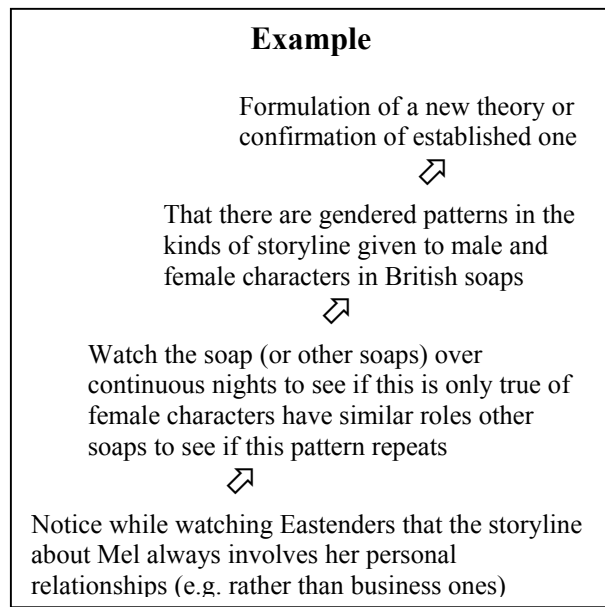 Example
Formulation of a new theory or
confirmation of established one
That there are gendered patterns in the
kinds of storyline given to male and
female characters in British soaps
Watch the soap (or other soaps) over
continuous nights to see if this is only true of
female characters have similar roles other
soaps to see if this pattern repeats
Notice while watching Eastenders that the storyline
about Mel always involves her personal
relationships (e.g. rather than business ones)